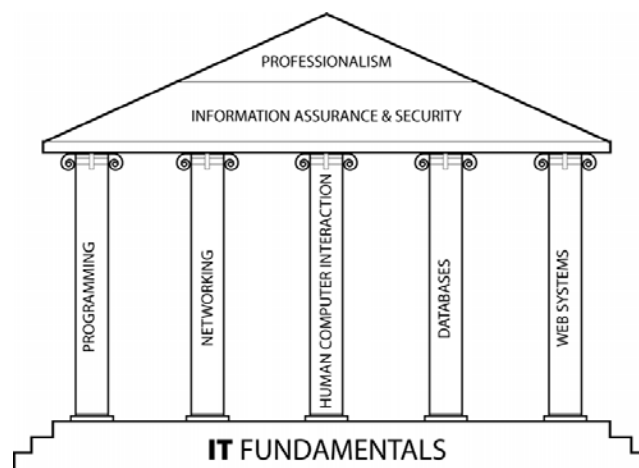 PROFESSIONALISM
INFORMATION ASSURANCE & SECURITY
PROGRAMMING
NETWORKING
HUMAN COMPUTER INTERACTION
DATABASES
WEB SYSTEMS
IT FUNDAMENTALS